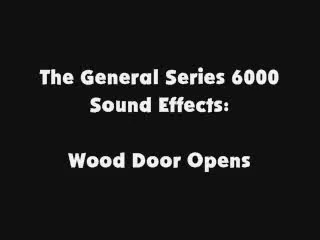 The General Series 6000
Sound Effects:
Wood Door Opens